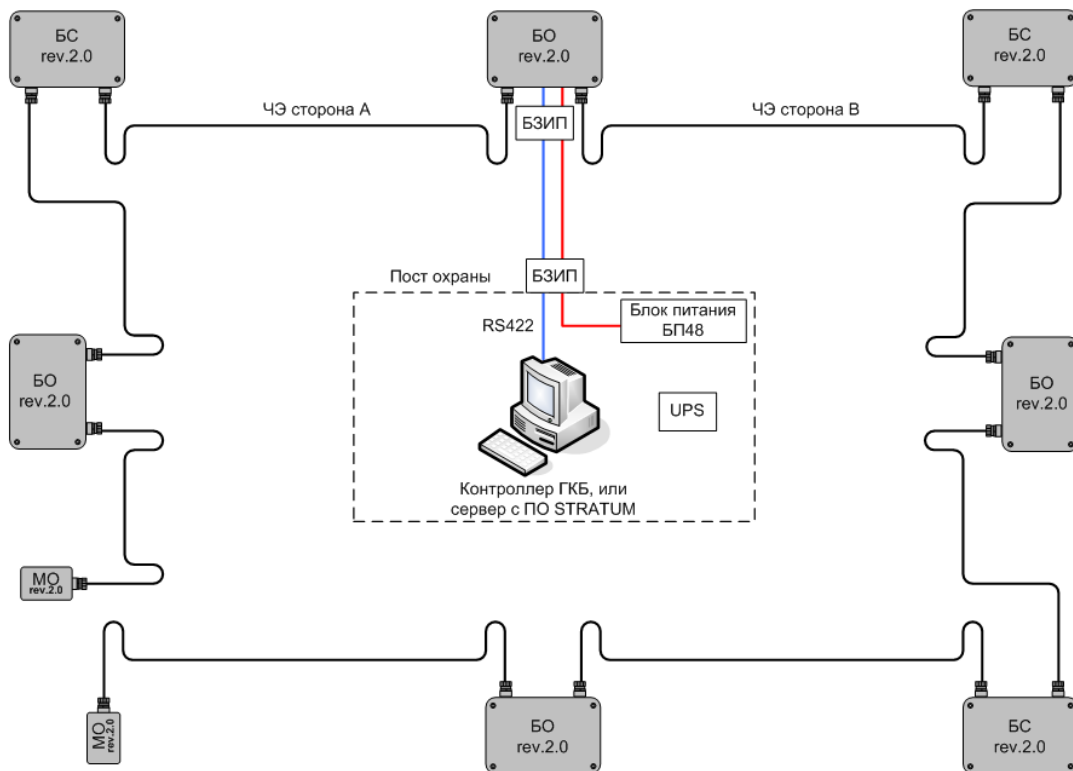 БС
rev.2.0
БО
rev.2.0
БС
rev.2.0
ЧЭ сторона А
БЗИП
ЧЭ сторона В
Пост охраны
БЗИП
RS422
Блок питания
БП48
БО
rev.2.0
БО
rev.2.0
UPS
Контроллер ГКБ, или
сервер с ПО STRATUM
МО
rev.2.0
МО
rev.2.0
БО
rev.2.0
БС
rev.2.0